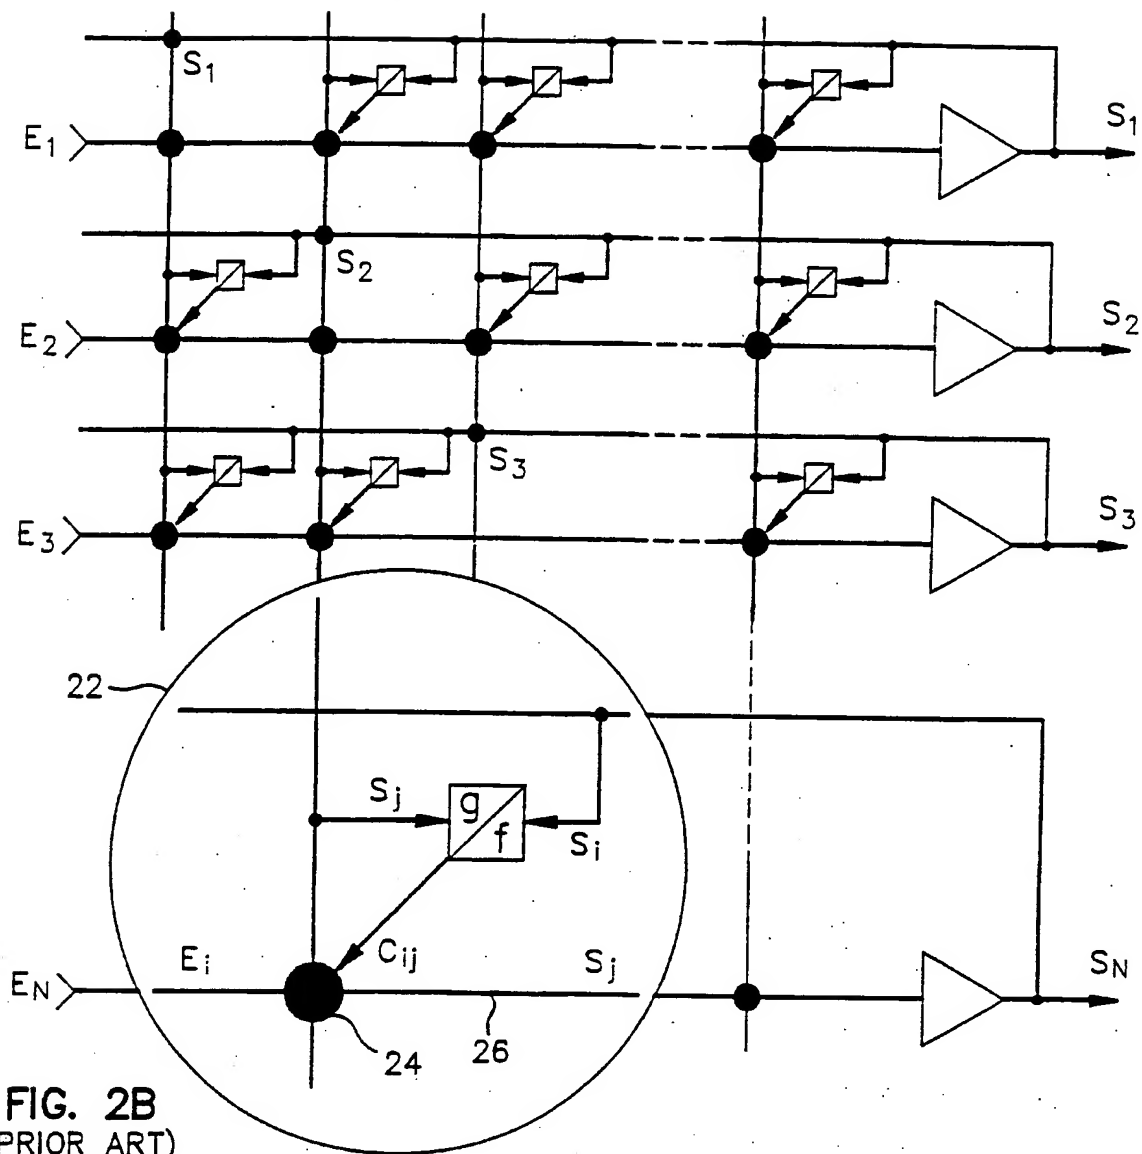 S1
E1
S1
S2
E2
S2
S3
E3
S3
22
Sj
g
f
Si
Cij
EN
Ei
Sj
SN
24
26
FIG. 2B
PRIOR ART)